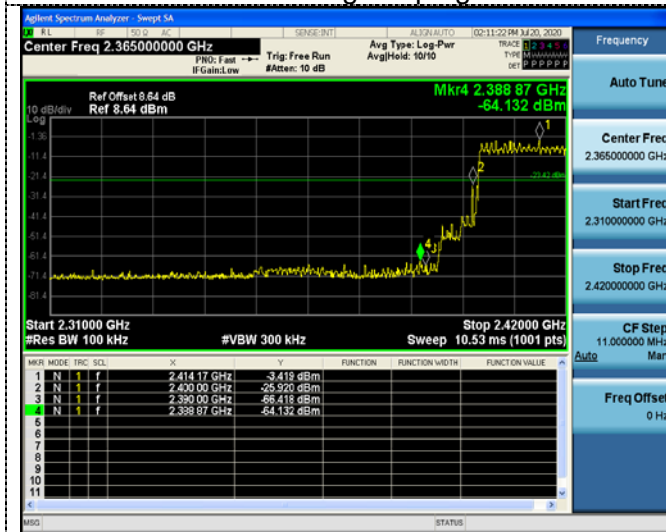 Agilent Spectrum Analyzer - Swept SA
RL RF 50 Ω AC SENSE:INT ALIGNAUTO 02:11:22 PM Jul 20, 2020
Center Freq 2.365000000 GHz
PNO: Fast
IFGain:Low
Trig: Free Run
#Atten: 10 dB
Avg Type: Log-Pwr
Avg|Hold: 10/10
TRACE 1 2 3 4 5 6
TYPE
DET P P P P P P
Ref Offset 8.64 dB
10 dB/div Ref 8.64 dBm
Log
Mkr4 2.388 87 GHz
-64.132 dBm
-1.36
-11.4
-21.4
-31.4
-41.4
-51.4
-61.4
-71.4
-81.4
1
2
3
4
-23.42 dBm
Start 2.31000 GHz Stop 2.42000 GHz
#Res BW 100 kHz #VBW 300 kHz Sweep 10.53 ms (1001 pts)
MKR MODE TRC SCL X Y FUNCTION FUNCTION WIDTH FUNCTION VALUE
1 N 1 f 2.414 17 GHz -3.419 dBm
2 N 1 f 2.400 00 GHz -25.920 dBm
3 N 1 f 2.390 00 GHz -66.418 dBm
4 N 1 f 2.388 87 GHz -64.132 dBm
5
6
7
8
9
10
11
MSG STATUS
Frequency
Auto Tune
Center Freq
2.365000000 GHz
Start Freq
2.310000000 GHz
Stop Freq
2.420000000 GHz
CF Step
11.000000 MHz
Auto Man
Freq Offset
0 Hz